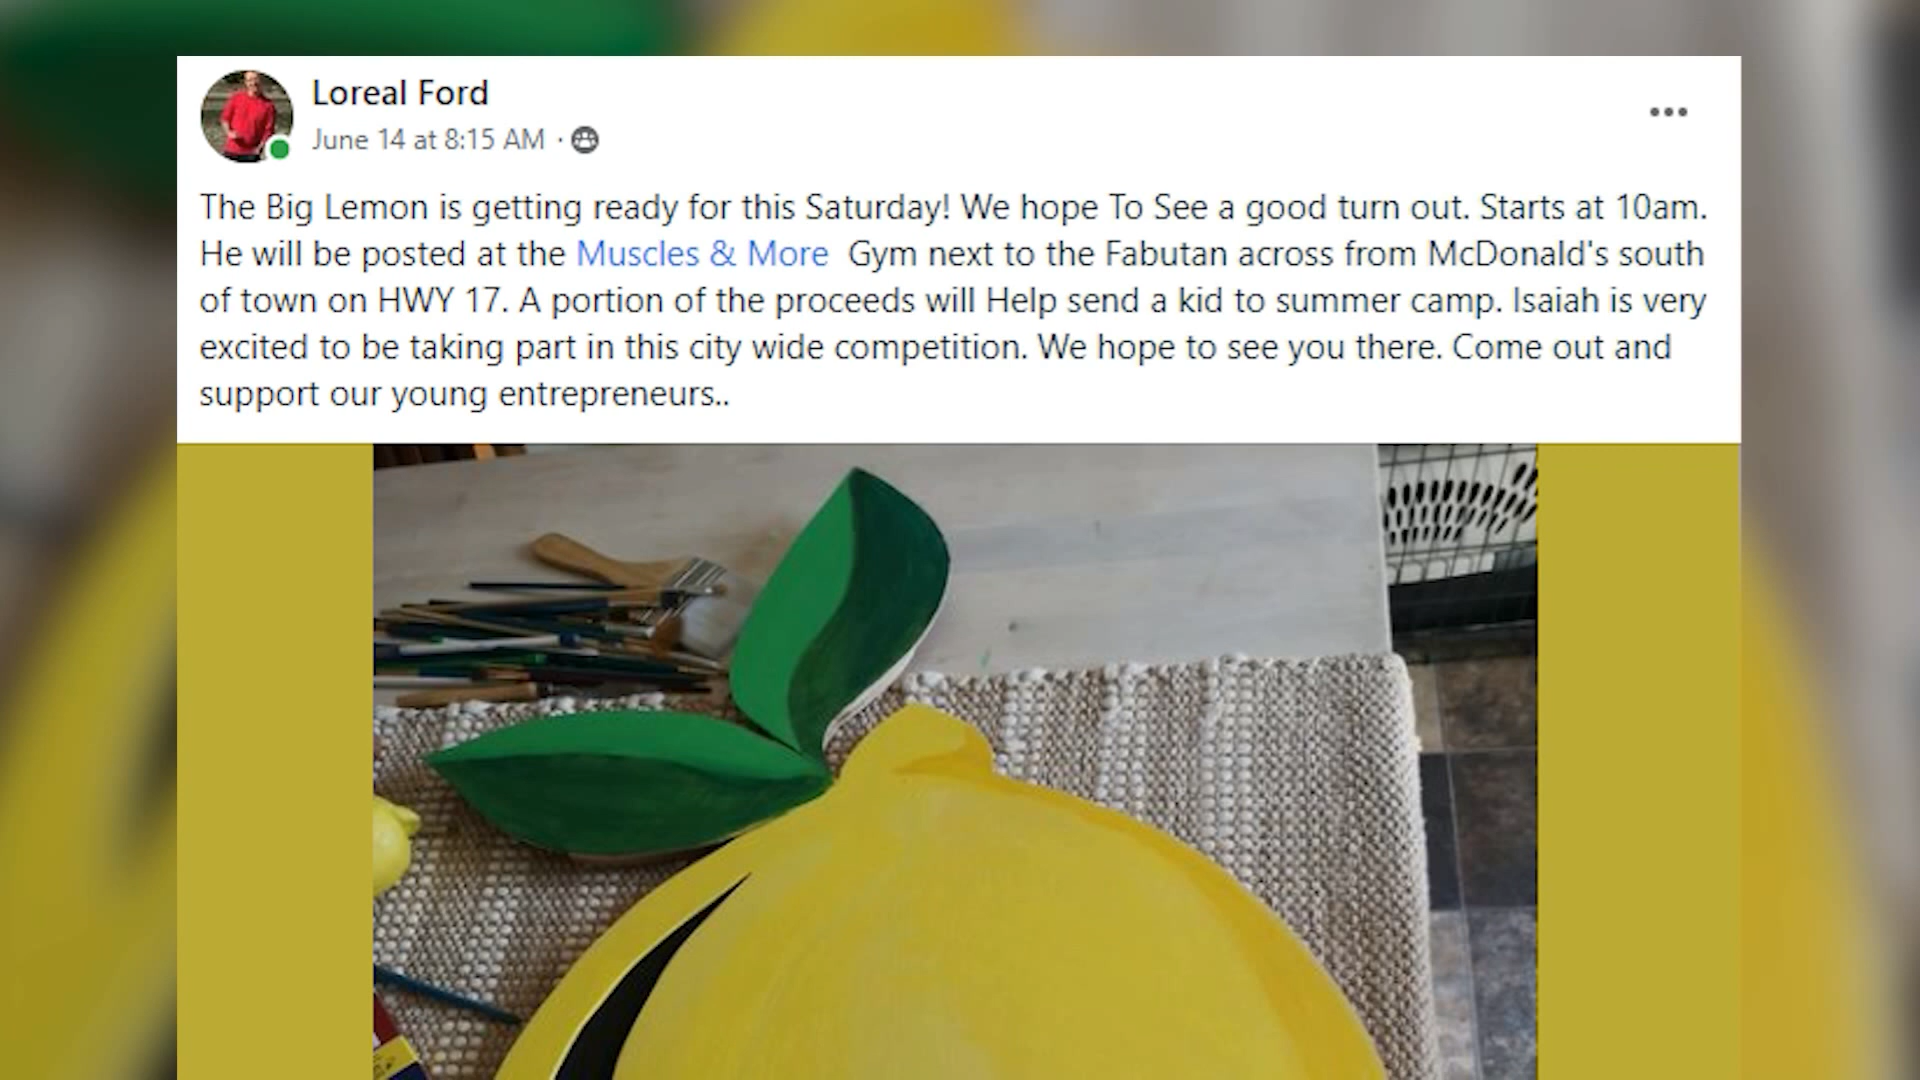 Loreal Ford
June 14 at 8:15 AM ·
The Big Lemon is getting ready for this Saturday! We hope To See a good turn out. Starts at 10am.
He will be posted at the Muscles & More Gym next to the Fabutan across from McDonald's south
of town on HWY 17. A portion of the proceeds will Help send a kid to summer camp. Isaiah is very
excited to be taking part in this city wide competition. We hope to see you there. Come out and
support our young entrepreneurs..